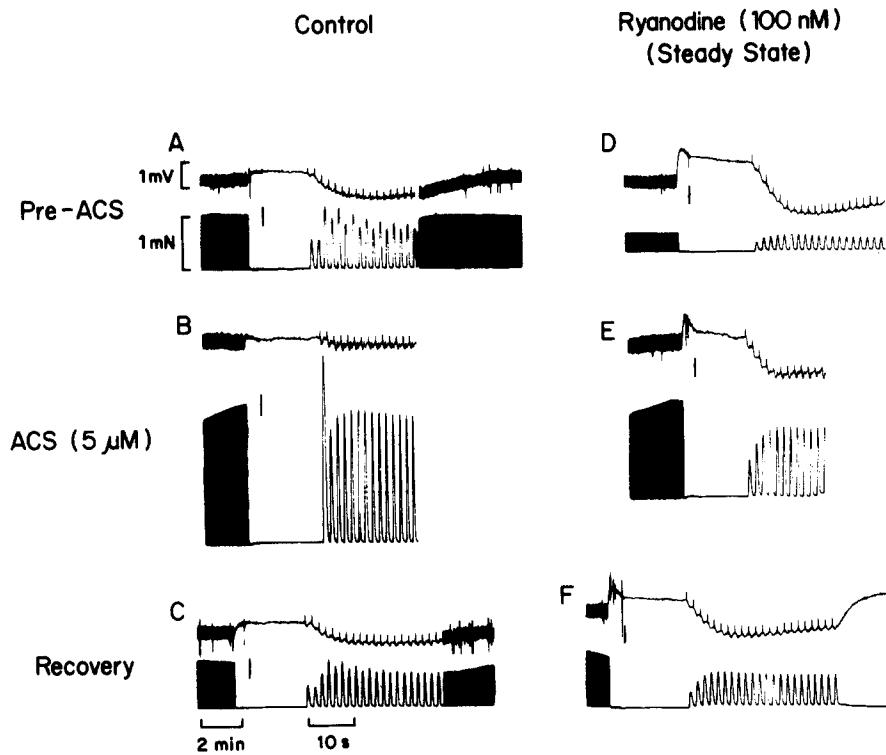 Control
Ryanodine (100 nM)
(Steady State)
A
D
1mV
Pre-ACS
1mN
B
E
ACS (5 μM)
C
F
Recovery
2 min
10 s